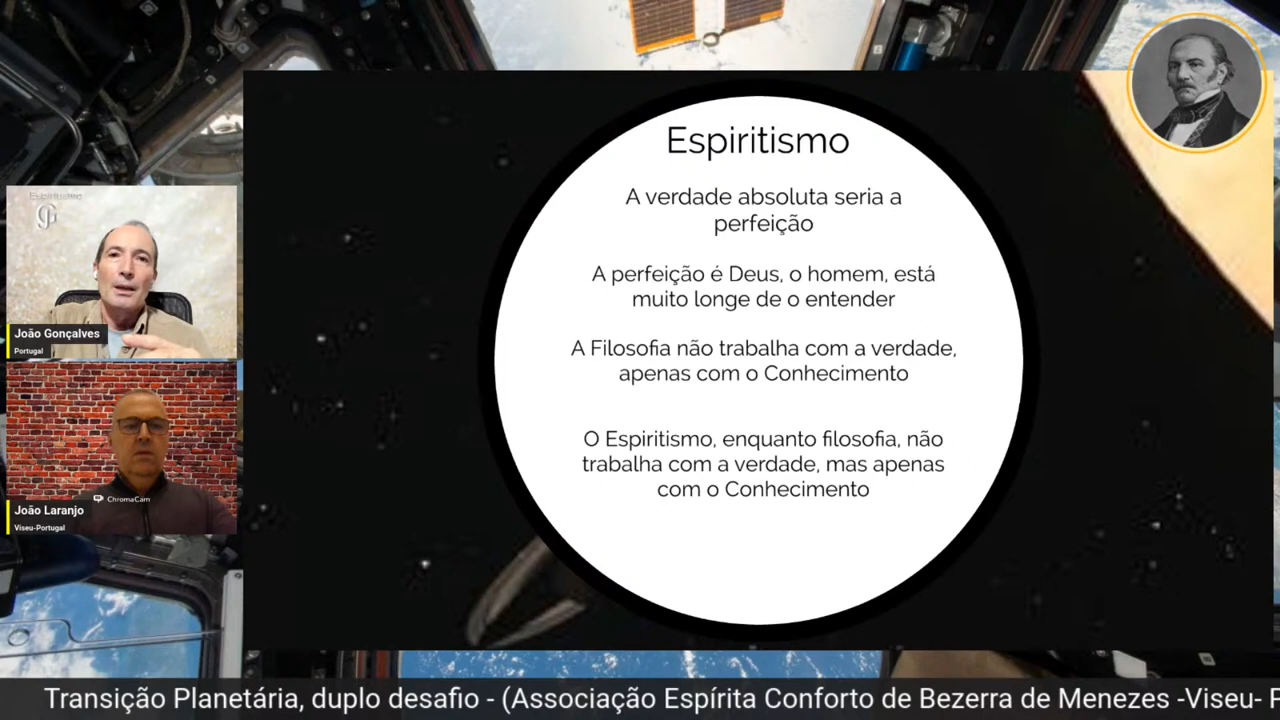 Espiritismo
A verdade absoluta seria a
perfeição
A perfeição é Deus, o homem, está
muito longe de o entender
A Filosofia não trabalha com a verdade,
apenas com o Conhecimento
O Espiritismo, enquanto filosofia, não
trabalha com a verdade, mas apenas
com o Conhecimento
Espiritismo
João Gonçalves
Portugal
ChromaCam
João Laranjo
Viseu-Portugal
Transição Planetária, duplo desafio - (Associação Espírita Conforto de Bezerra de Menezes -Viseu- P